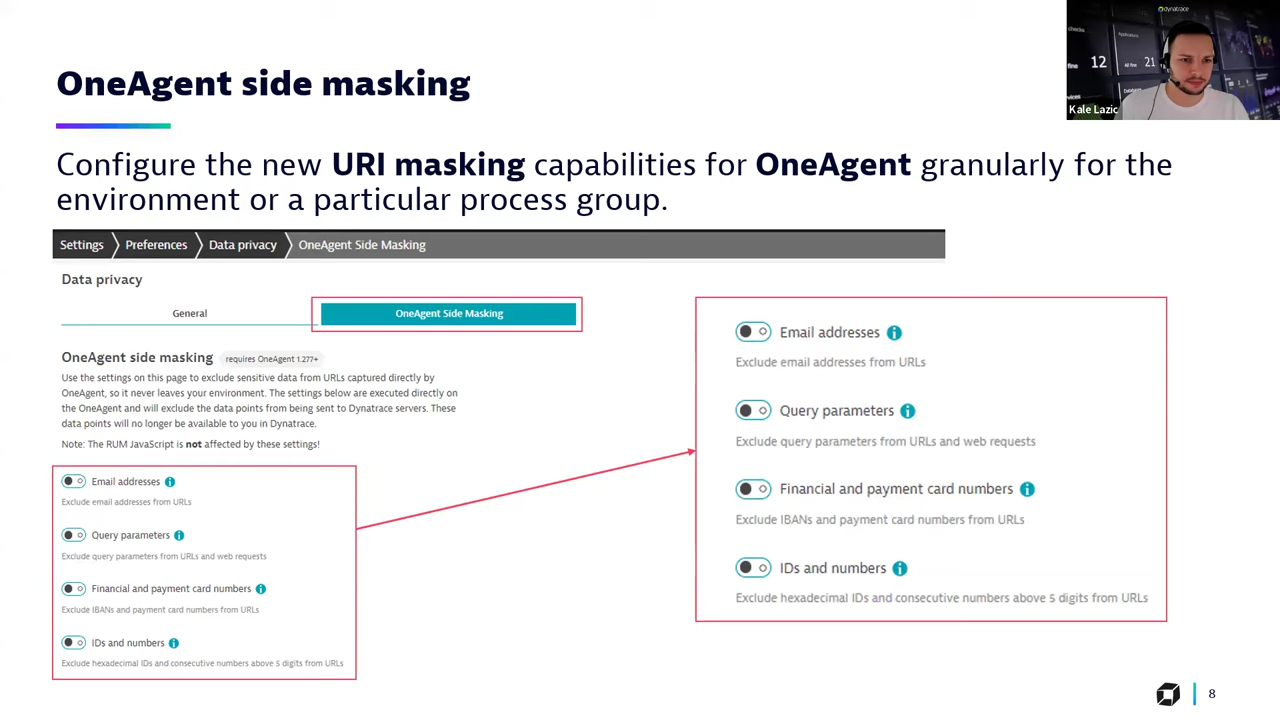 dynatrace
12
21
Kale Lazic
OneAgent side masking
Configure the new URI masking capabilities for OneAgent granularly for the
environment or a particular process group.
Settings Preferences Data privacy OneAgent Side Masking
Data privacy
General OneAgent Side Masking
OneAgent side masking requires OneAgent 1.277+
Use the settings on this page to exclude sensitive data from URLs captured directly by
OneAgent, so it never leaves your environment. The settings below are executed directly on
the OneAgent and will exclude the data points from being sent to Dynatrace servers. These
data points will no longer be available to you in Dynatrace.
Note: The RUM JavaScript is not affected by these settings!
Email addresses
Exclude email addresses from URLs
Query parameters
Exclude query parameters from URLs and web requests
Financial and payment card numbers
Exclude IBANs and payment card numbers from URLs
IDs and numbers
Exclude hexadecimal IDs and consecutive numbers above 5 digits from URLs
Email addresses
Exclude email addresses from URLs
Query parameters
Exclude query parameters from URLs and web requests
Financial and payment card numbers
Exclude IBANs and payment card numbers from URLs
IDs and numbers
Exclude hexadecimal IDs and consecutive numbers above 5 digits from URLs
8